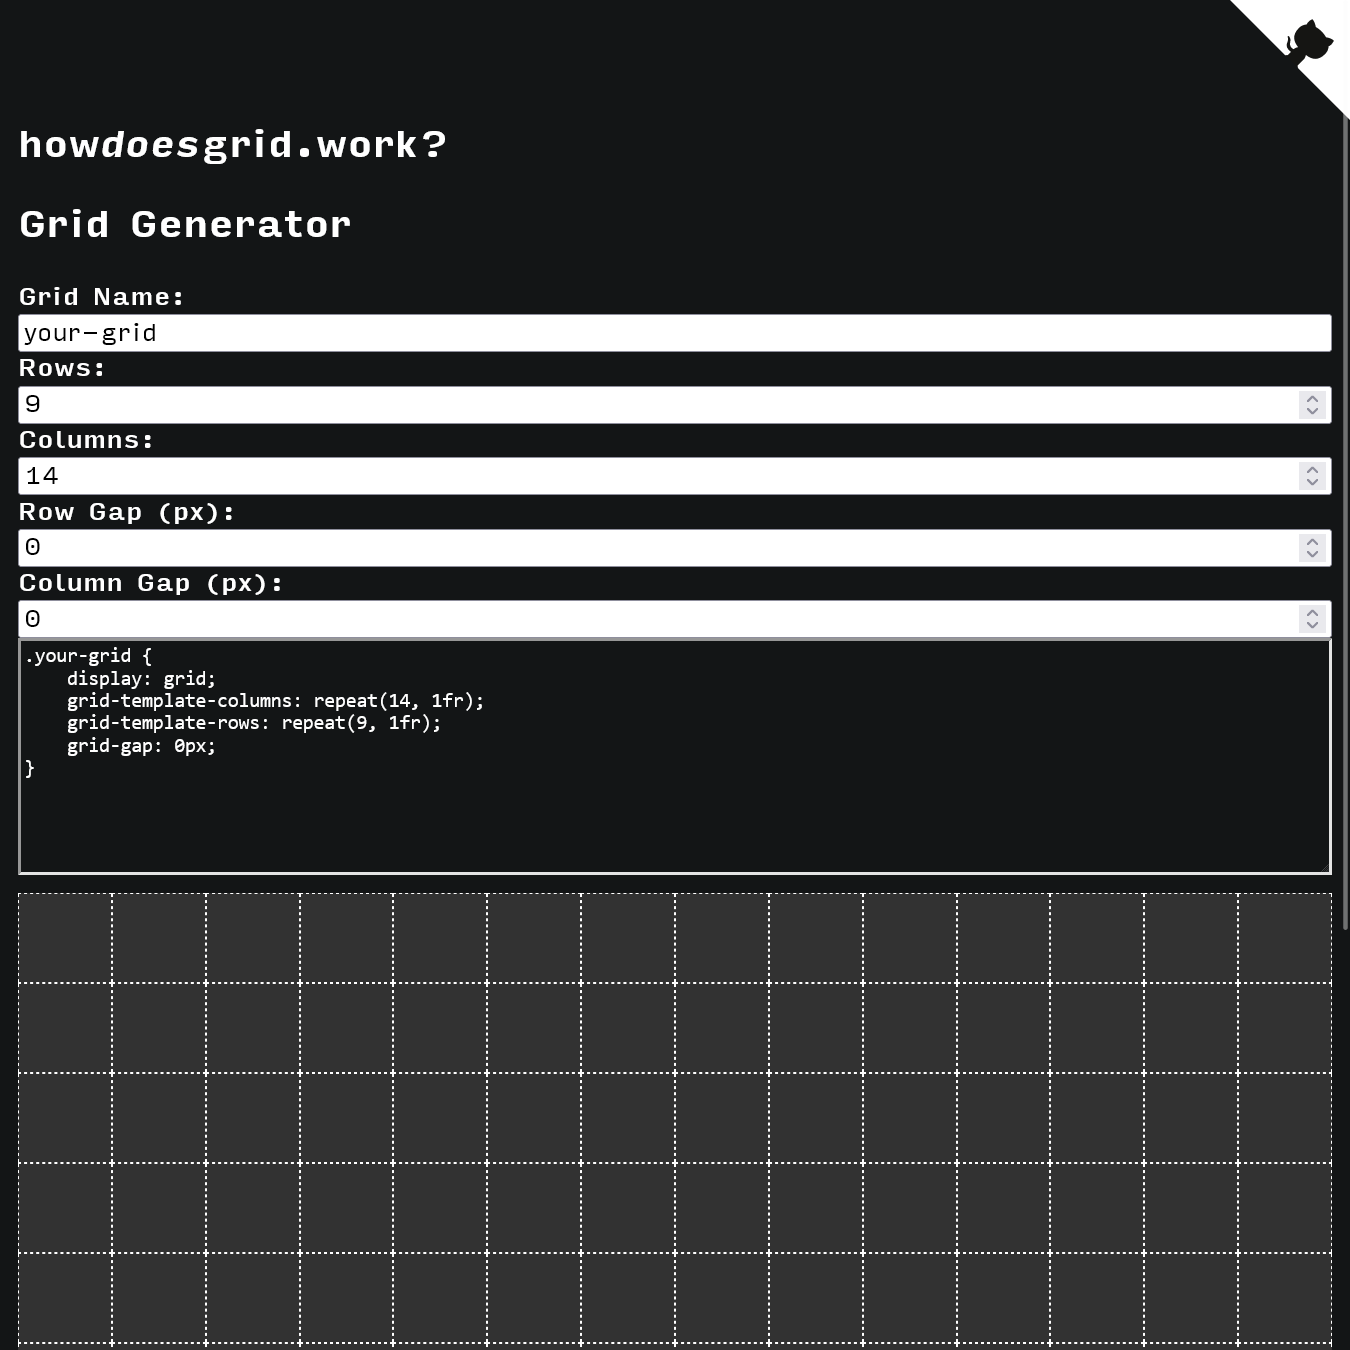 howdoesgrid.work?
Grid Generator
Grid Name:
your-grid
Rows:
9
Columns:
14
Row Gap (px):
0
Column Gap (px):
0
.your-grid {
    display: grid;
    grid-template-columns: repeat(14, 1fr);
    grid-template-rows: repeat(9, 1fr);
    grid-gap: 0px;
}